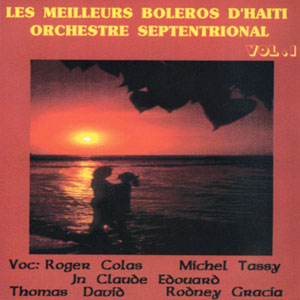 LES MEILLEURS BOLEROS D'HAITI
ORCHESTRE SEPTENTRIONAL
VOL.1
Voc: Roger Colas Michel Tassy
Jn Claude Edouard
Thomas David Rodney Gracia